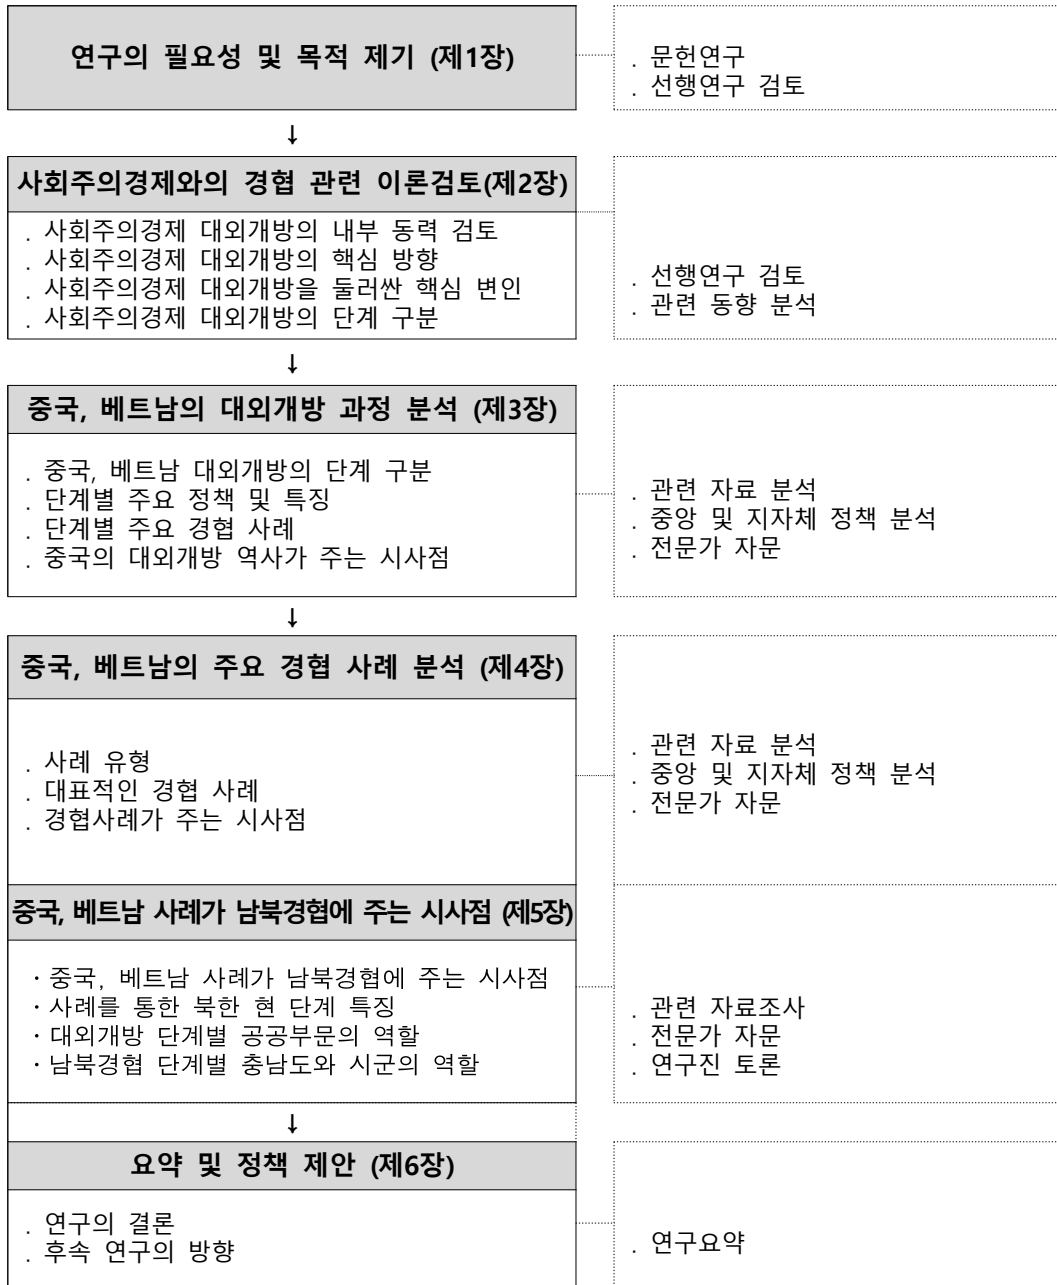 연구의 필요성 및 목적 제기 (제1장)
. 문헌연구
. 선행연구 검토
↓
사회주의경제와의 경협 관련 이론검토(제2장)
. 사회주의경제 대외개방의 내부 동력 검토
. 사회주의경제 대외개방의 핵심 방향
. 사회주의경제 대외개방을 둘러싼 핵심 변인
. 사회주의경제 대외개방의 단계 구분
. 선행연구 검토
. 관련 동향 분석
↓
중국, 베트남의 대외개방 과정 분석 (제3장)
. 중국, 베트남 대외개방의 단계 구분
. 단계별 주요 정책 및 특징
. 단계별 주요 경협 사례
. 중국의 대외개방 역사가 주는 시사점
. 관련 자료 분석
. 중앙 및 지자체 정책 분석
. 전문가 자문
↓
중국, 베트남의 주요 경협 사례 분석 (제4장)
. 사례 유형
. 대표적인 경협 사례
. 경협사례가 주는 시사점
. 관련 자료 분석
. 중앙 및 지자체 정책 분석
. 전문가 자문
중국, 베트남 사례가 남북경협에 주는 시사점 (제5장)
· 중국, 베트남 사례가 남북경협에 주는 시사점
· 사례를 통한 북한 현 단계 특징
· 대외개방 단계별 공공부문의 역할
· 남북경협 단계별 충남도와 시군의 역할
. 관련 자료조사
. 전문가 자문
. 연구진 토론
↓
요약 및 정책 제안 (제6장)
. 연구의 결론
. 후속 연구의 방향
. 연구요약